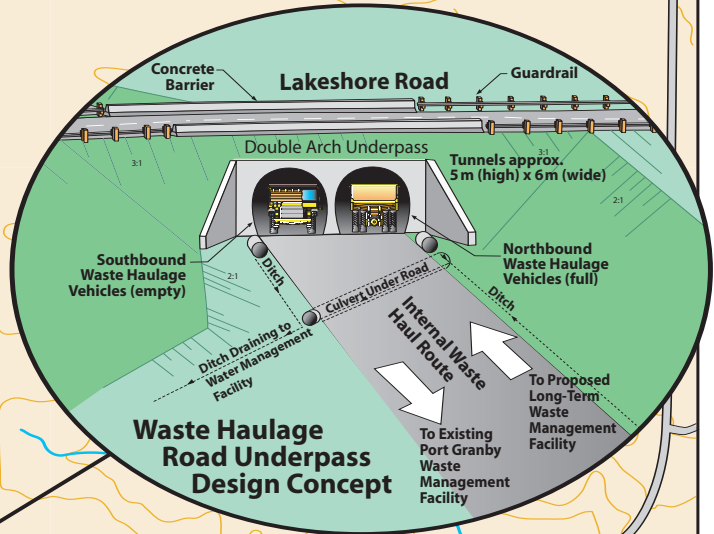 Concrete
Barrier
Lakeshore Road
Guardrail
Double Arch Underpass
Tunnels approx.
5 m (high) x 6 m (wide)
3:1
3:1
2:1
Southbound
Waste Haulage
Vehicles (empty)
2:1
Ditch
Northbound
Waste Haulage
Vehicles (full)
Culvert Under Road
Ditch
Internal Waste
Haul Route
Ditch Draining to
Water Management
Facility
To Proposed
Long-Term
Waste
Management
Facility
To Existing
Port Granby
Waste
Management
Facility
Waste Haulage
Road Underpass
Design Concept